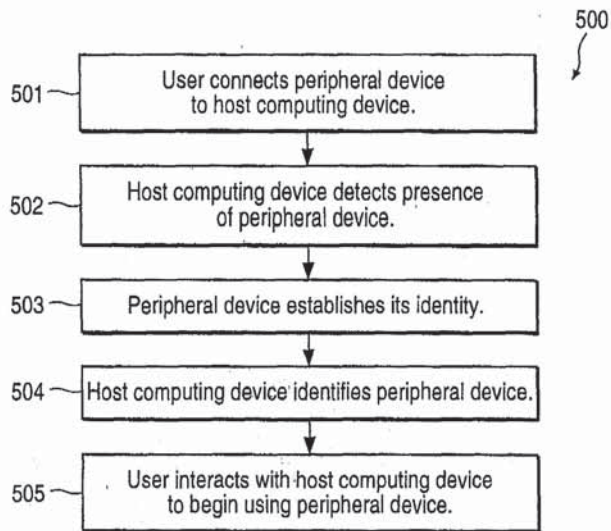 500
501
User connects peripheral device
to host computing device.
502
Host computing device detects presence
of peripheral device.
503
Peripheral device establishes its identity.
504
Host computing device identifies peripheral device.
505
User interacts with host computing device
to begin using peripheral device.